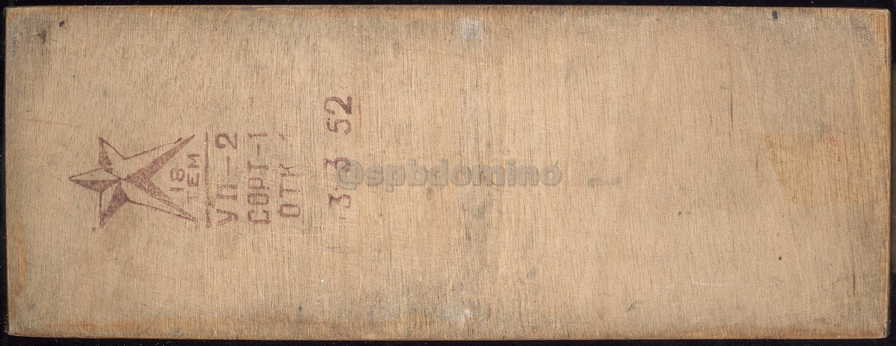 18
ТЕМ
УП-2
СОРТ-1
ОТК
3 3 52
@spbdomino